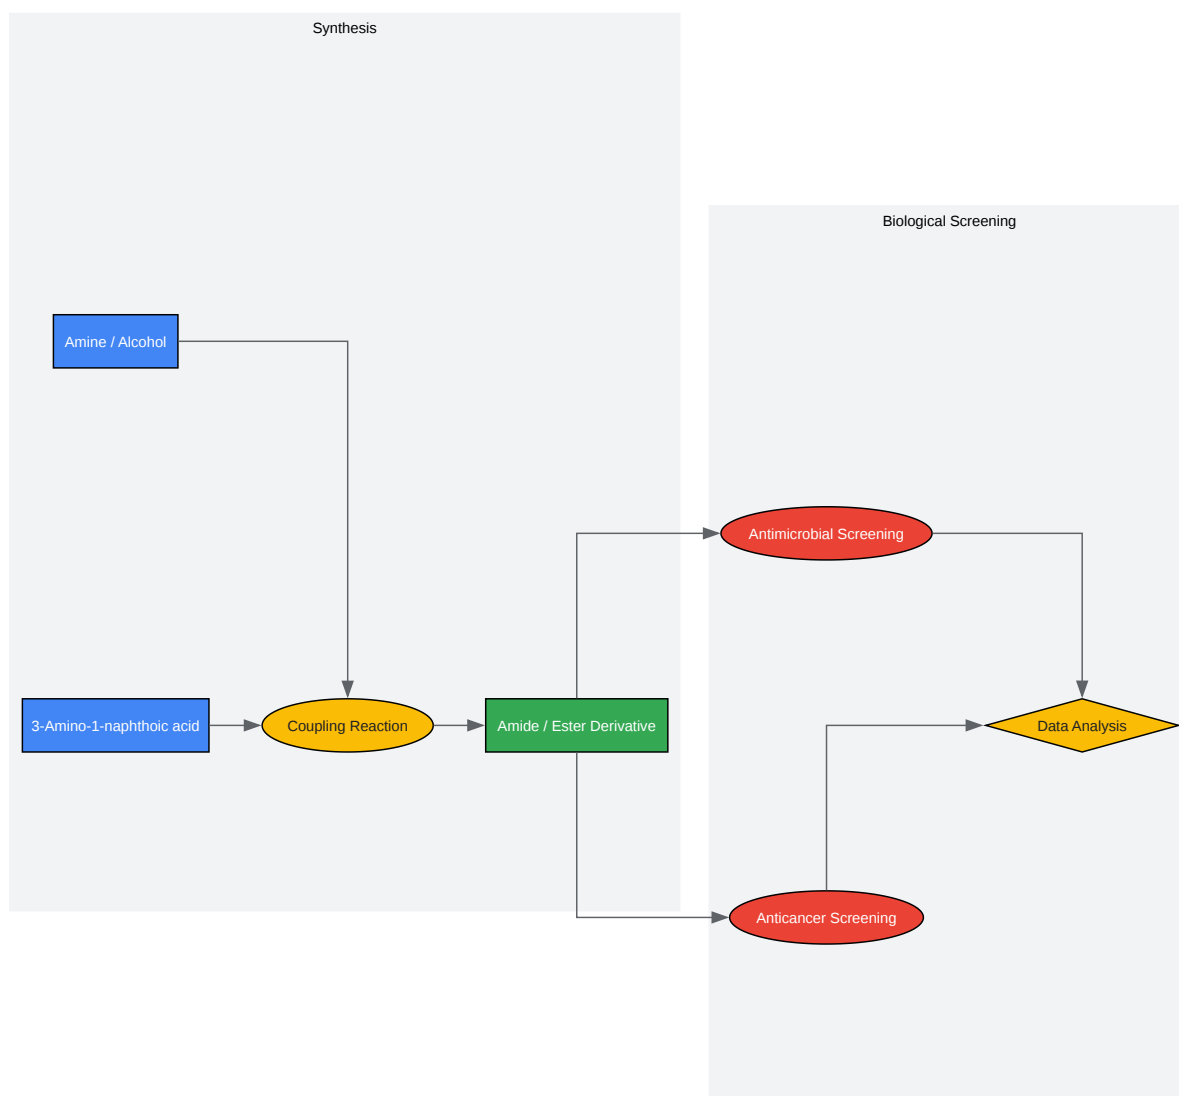 Synthesis
Biological Screening
Amine / Alcohol
Antimicrobial Screening
3-Amino-1-naphthoic acid
Coupling Reaction
Amide / Ester Derivative
Data Analysis
Anticancer Screening